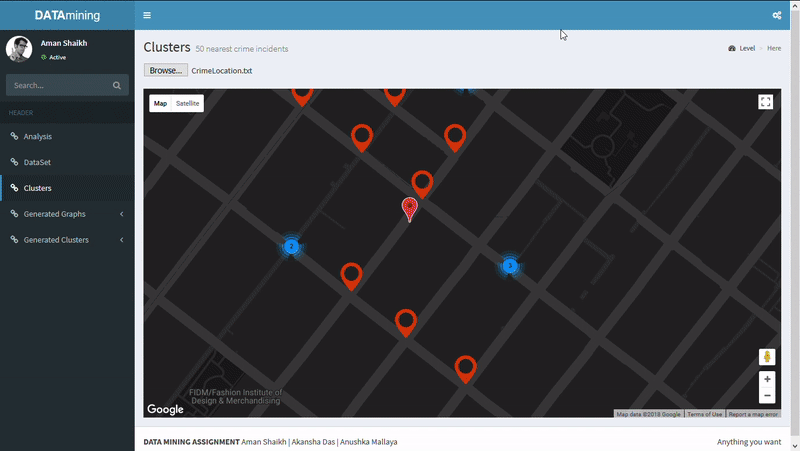 DATAmining
Aman Shaikh
Active
Search...
HEADER
Analysis
DataSet
Clusters
Generated Graphs
Generated Clusters
Clusters 50 nearest crime incidents
Level > Here
Browse... CrimeLocation.txt
Map Satellite
2
3
FIDM/Fashion Institute of
Design & Merchandising
Google
Map data ©2018 Google Terms of Use Report a map error
DATA MINING ASSIGNMENT Aman Shaikh | Akansha Das | Anushka Mallaya
Anything you want